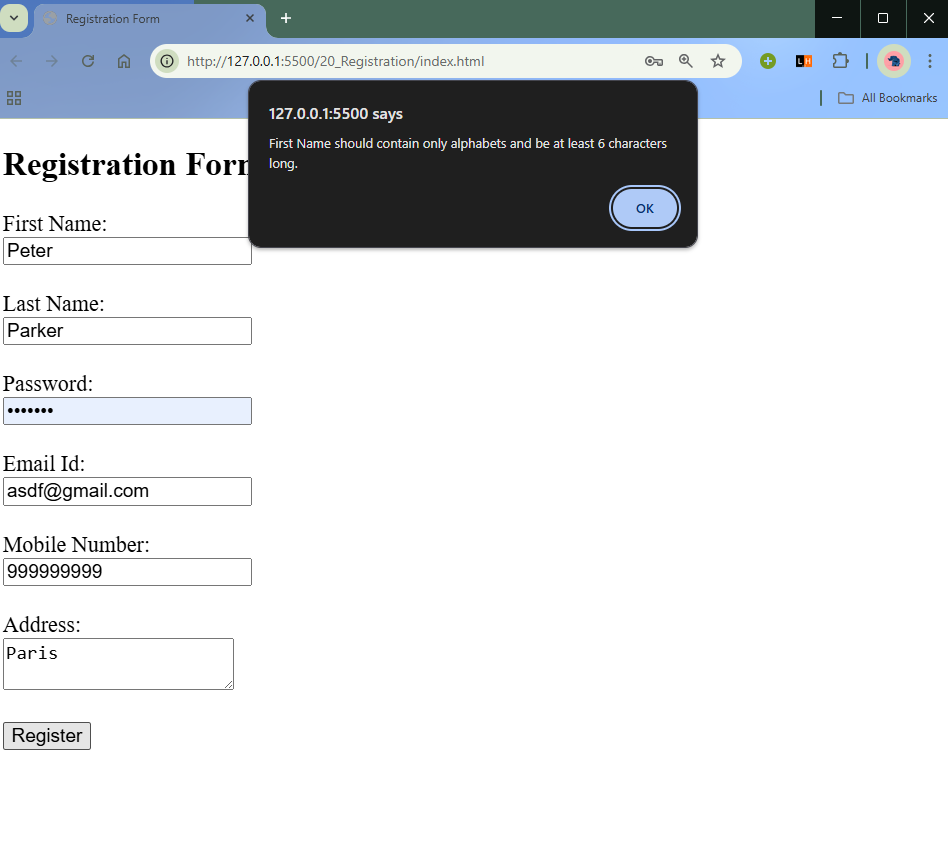 Registration Form
http://127.0.0.1:5500/20_Registration/index.html
LH
All Bookmarks
127.0.0.1:5500 says
First Name should contain only alphabets and be at least 6 characters
long.
OK
Registration Form
First Name:
Peter
Last Name:
Parker
Password:
•••••••
Email Id:
asdf@gmail.com
Mobile Number:
999999999
Address:
Paris
Register